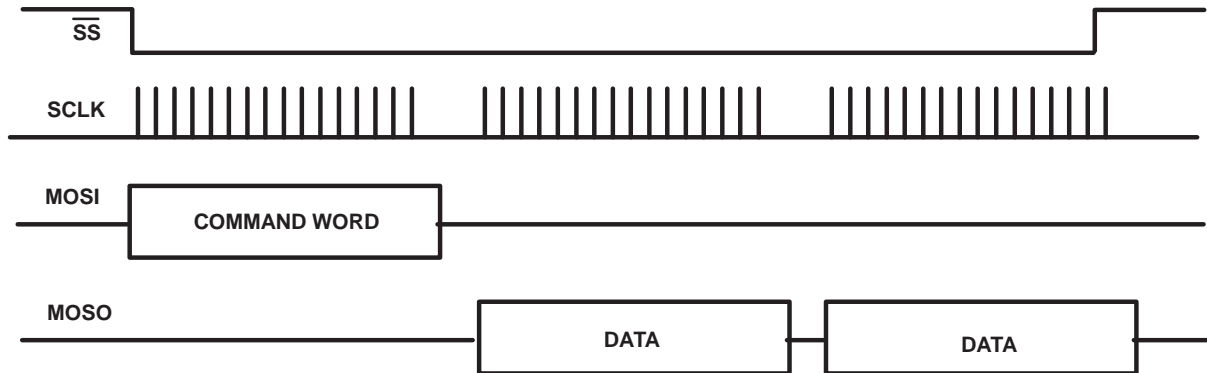 SS
SCLK
MOSI
COMMAND WORD
MOSO
DATA
DATA